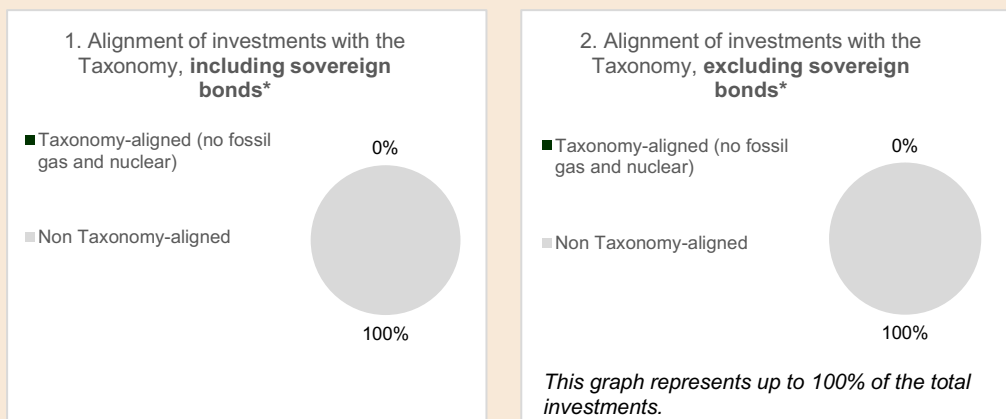 1. Alignment of investments with the
Taxonomy, including sovereign
bonds*
Taxonomy-aligned (no fossil
gas and nuclear)
Non Taxonomy-aligned
0%
100%
2. Alignment of investments with the
Taxonomy, excluding sovereign
bonds*
Taxonomy-aligned (no fossil
gas and nuclear)
Non Taxonomy-aligned
0%
100%
This graph represents up to 100% of the total
investments.